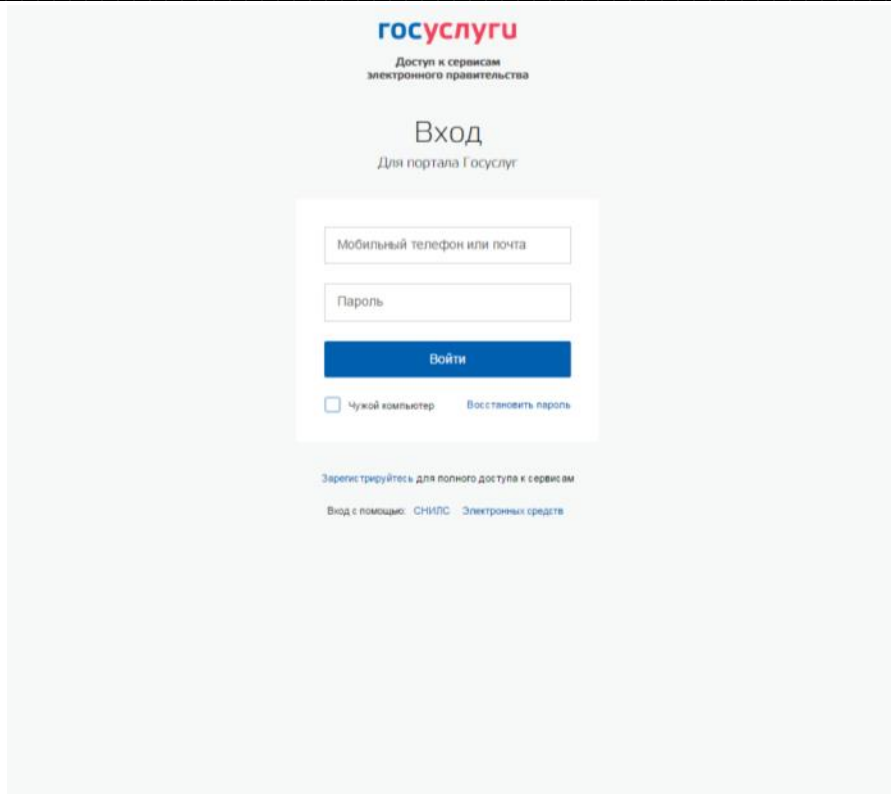 госуслуги
Доступ к сервисам
электронного правительства
Вход
Для портала Госуслуг
Мобильный телефон или почта
Пароль
Войти
Чужой компьютер Восстановить пароль
Зарегистрируйтесь для полного доступа к сервисам
Вход с помощью: СНИЛС Электронных средств